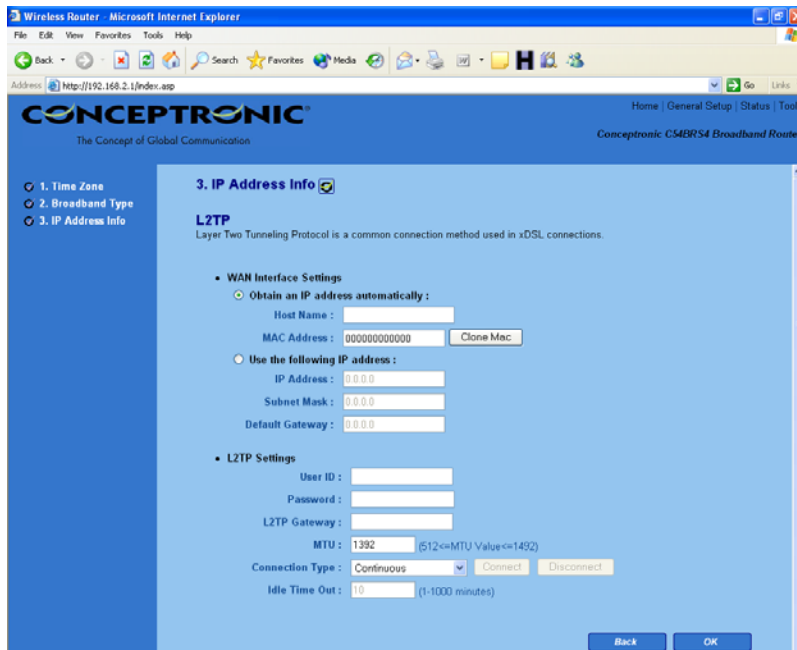 Wireless Router - Microsoft Internet Explorer
File Edit View Favorites Tools Help
Back Search Favorites Media
Address http://192.168.2.1/index.asp Go Links
CONCEPTRONIC
The Concept of Global Communication
Home | General Setup | Status | Tool
Conceptronic C54BRS4 Broadband Route
1. Time Zone
2. Broadband Type
3. IP Address Info
3. IP Address Info
L2TP
Layer Two Tunneling Protocol is a common connection method used in xDSL connections.
• WAN Interface Settings
Obtain an IP address automatically :
Host Name :
MAC Address : 000000000000 Clone Mac
Use the following IP address :
IP Address : 0.0.0.0
Subnet Mask : 0.0.0.0
Default Gateway : 0.0.0.0
• L2TP Settings
User ID :
Password :
L2TP Gateway :
MTU : 1392 (512<=MTU Value<=1492)
Connection Type : Continuous Connect Disconnect
Idle Time Out : 10 (1-1000 minutes)
Back OK